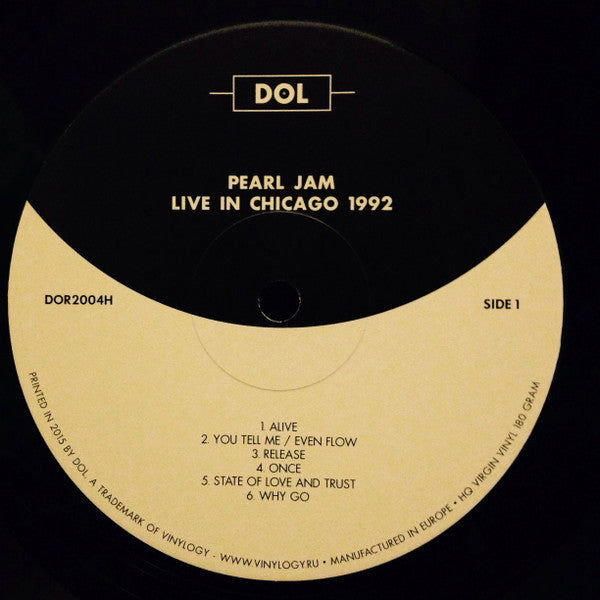 DOL
PEARL JAM
LIVE IN CHICAGO 1992
DOR2004H
SIDE 1
1. ALIVE
2. YOU TELL ME / EVEN FLOW
3. RELEASE
4. ONCE
5. STATE OF LOVE AND TRUST
6. WHY GO
PRINTED IN 2015 BY DOL. A TRADEMARK OF VINYLOGY - WWW.VINYLOGY.RU • MANUFACTURED IN EUROPE • HQ VIRGIN VINYL 180 GRAM